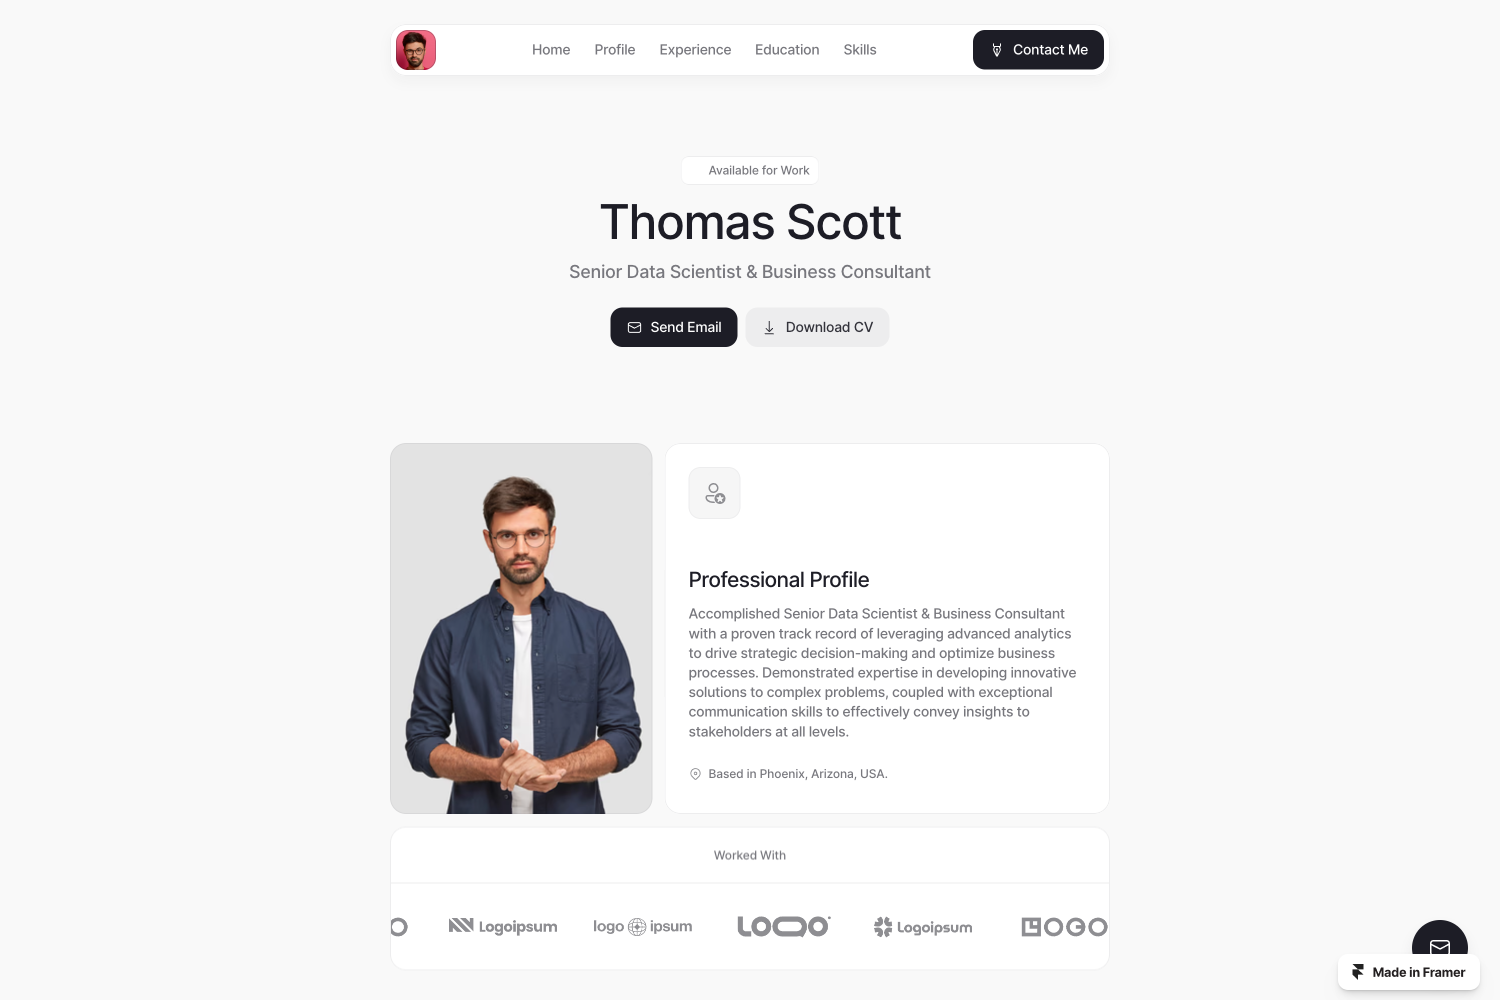 Home Profile Experience Education Skills Contact Me
Available for Work
Thomas Scott
Senior Data Scientist & Business Consultant
Send Email Download CV
Professional Profile
Accomplished Senior Data Scientist & Business Consultant
with a proven track record of leveraging advanced analytics
to drive strategic decision-making and optimize business
processes. Demonstrated expertise in developing innovative
solutions to complex problems, coupled with exceptional
communication skills to effectively convey insights to
stakeholders at all levels.
Based in Phoenix, Arizona, USA.
Worked With
O Logoipsum logo ipsum LOQO Logoipsum LOGO
Made in Framer